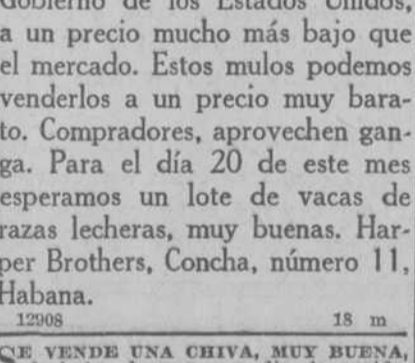 Gobierno de los Estados Unidos,
a un precio mucho más bajo que
el mercado. Estos mulos podemos
venderlos a un precio muy bara-
to. Compradores, aprovechen gan-
ga. Para el día 20 de este mes
esperamos un lote de vacas de
razas lecheras, muy buenas. Har-
per Brothers, Concha, número 11,
Habana.
12908 18 m
SE VENDE UNA CHIVA, MUY BUENA,